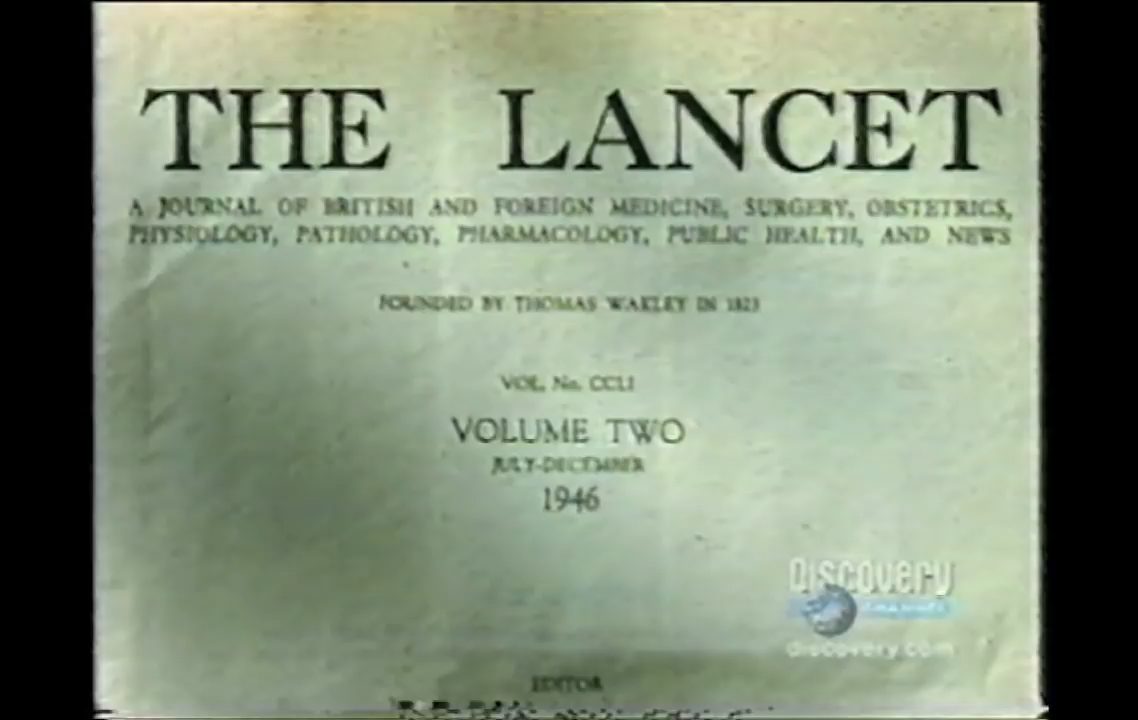 THE LANCET
A JOURNAL OF BRITISH AND FOREIGN MEDICINE, SURGERY, OBSTETRICS,
PHYSIOLOGY, PATHOLOGY, PHARMACOLOGY, PUBLIC HEALTH, AND NEWS
FOUNDED BY THOMAS WAKLEY IN 1823
VOL. No. CCLI
VOLUME TWO
JULY-DECEMBER
1946
Discovery
CHANNEL
discovery.com
EDITOR